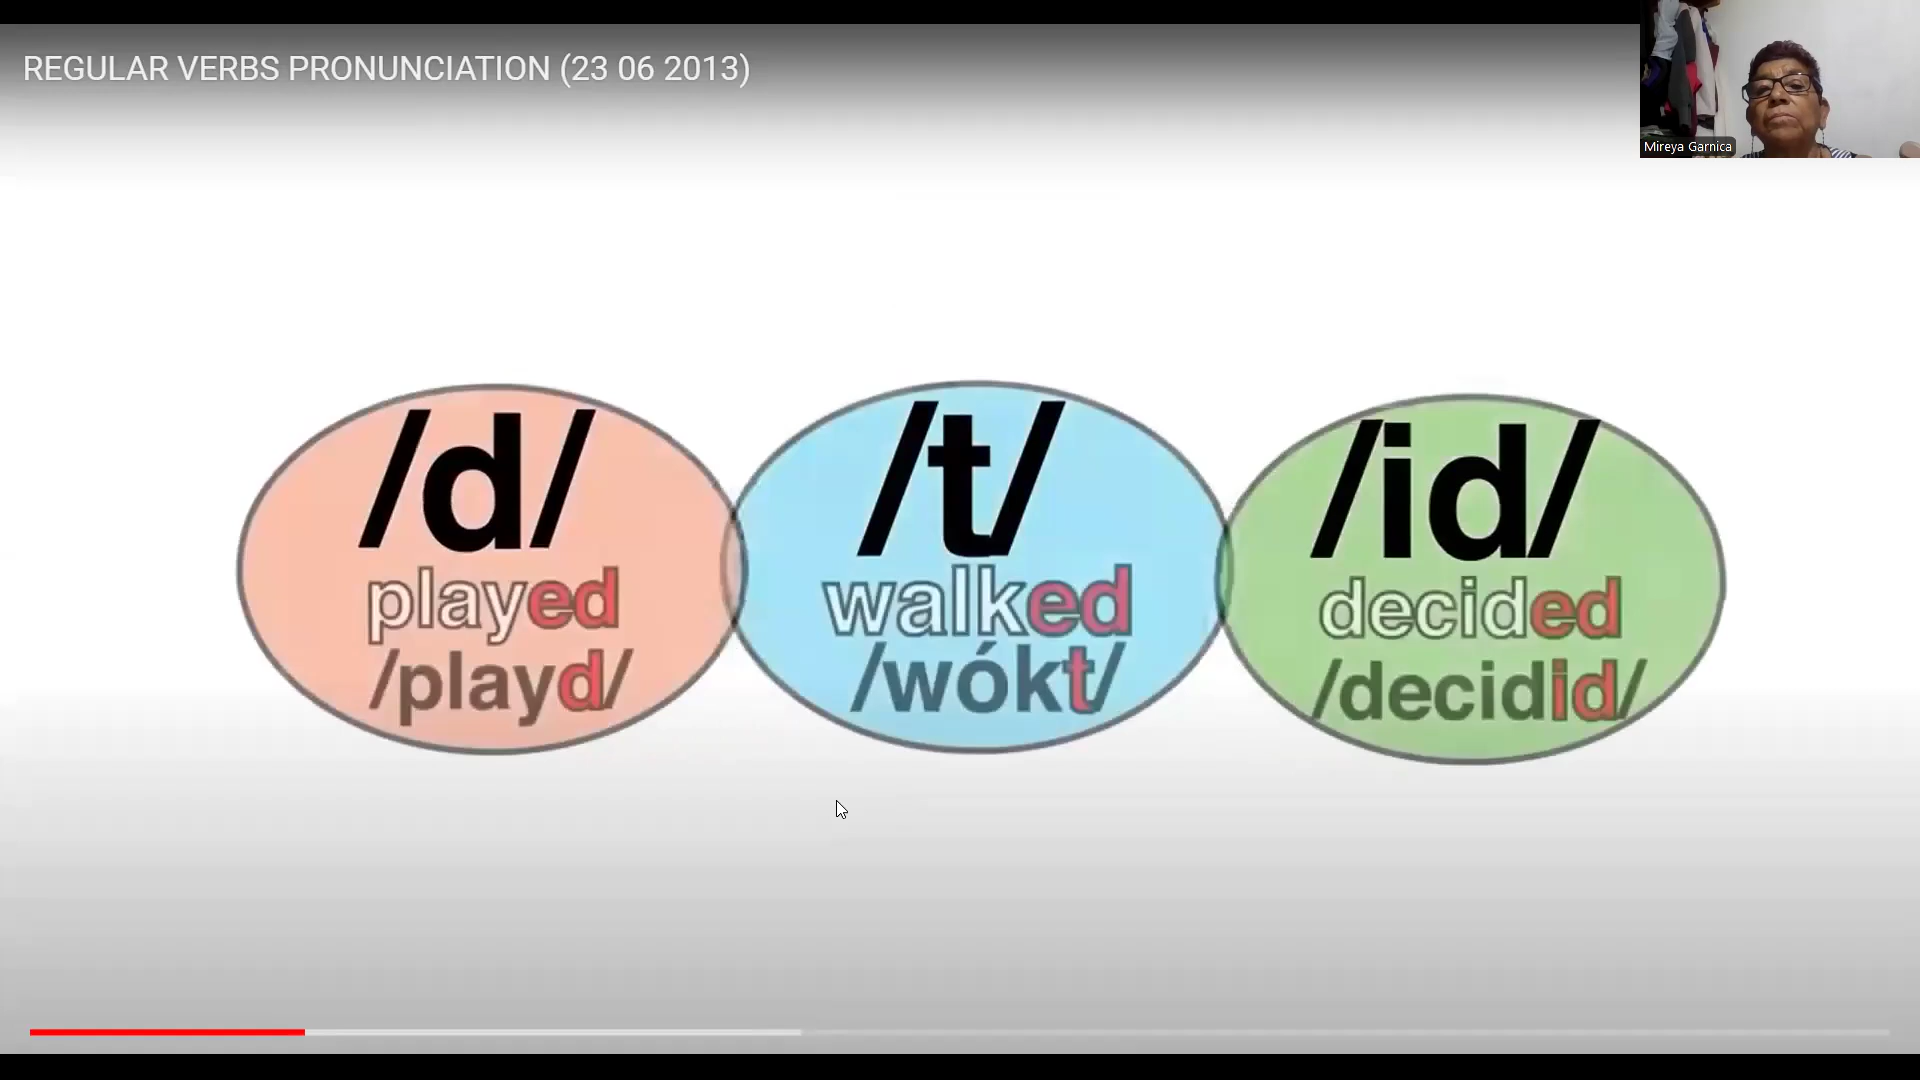 REGULAR VERBS PRONUNCIATION (23 06 2013)
Mireya Garnica
/d/
played
/playd/
/t/
walked
/wókt/
/id/
decided
/decidid/